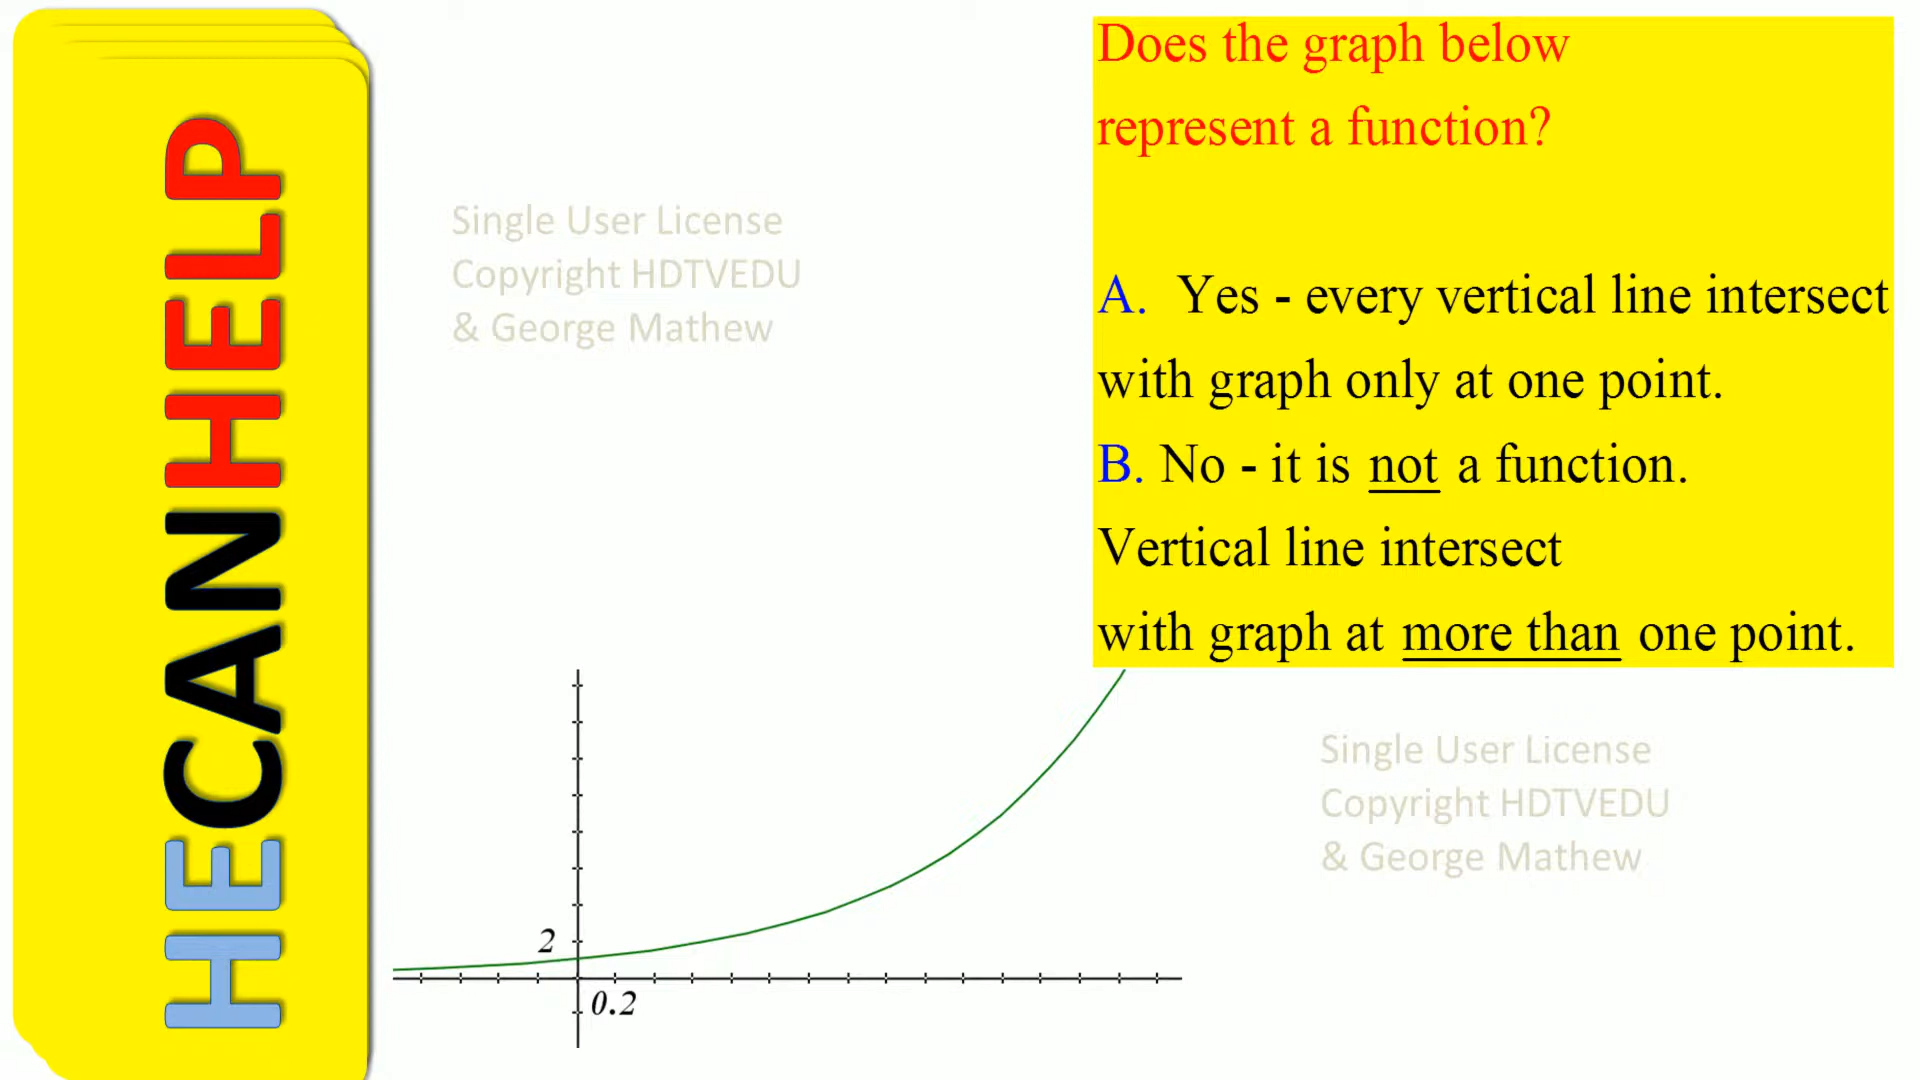 HECANHELP
Single User License
Copyright HDTVEDU
& George Mathew
Does the graph below
represent a function?
A. Yes - every vertical line intersect
with graph only at one point.
B. No - it is not a function.
Vertical line intersect
with graph at more than one point.
2
0.2
Single User License
Copyright HDTVEDU
& George Mathew